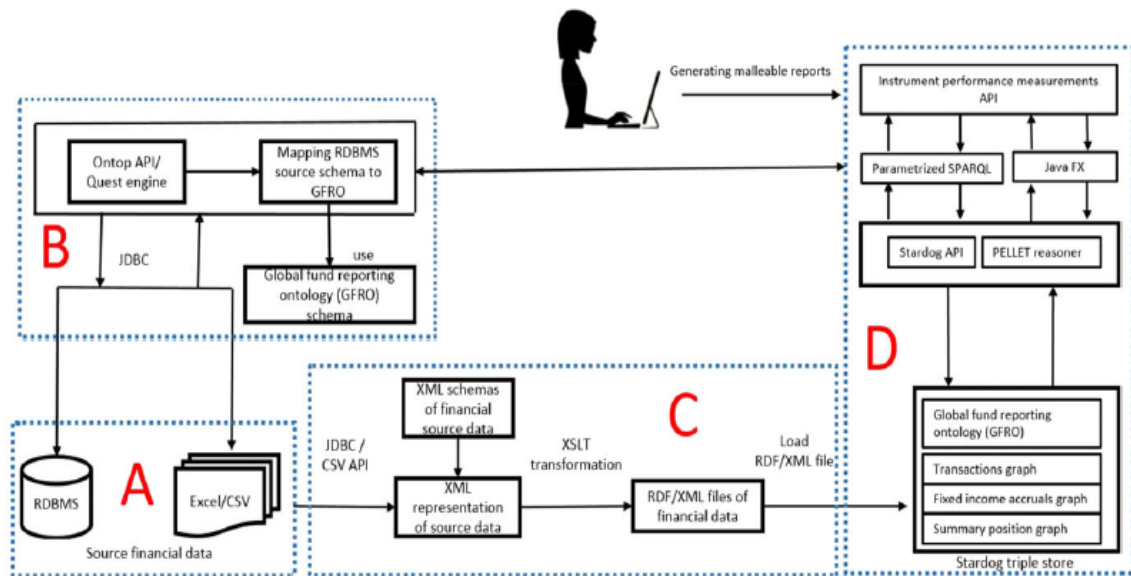 Generating malleable reports
Instrument performance measurements
API
Parametrized SPARQL
Java FX
Stardog API
PELLET reasoner
D
Global fund reporting
ontology (GFRO)
Transactions graph
Fixed income accruals graph
Summary position graph
Stardog triple store
Ontop API/
Quest engine
Mapping RDBMS
source schema to
GFRO
B
JDBC
use
Global fund reporting
ontology (GFRO)
schema
A
RDBMS
Excel/CSV
Source financial data
JDBC /
CSV API
XML schemas
of financial
source data
C
XSLT
transformation
Load
RDF/XML file
XML
representation
of source data
RDF/XML files of
financial data